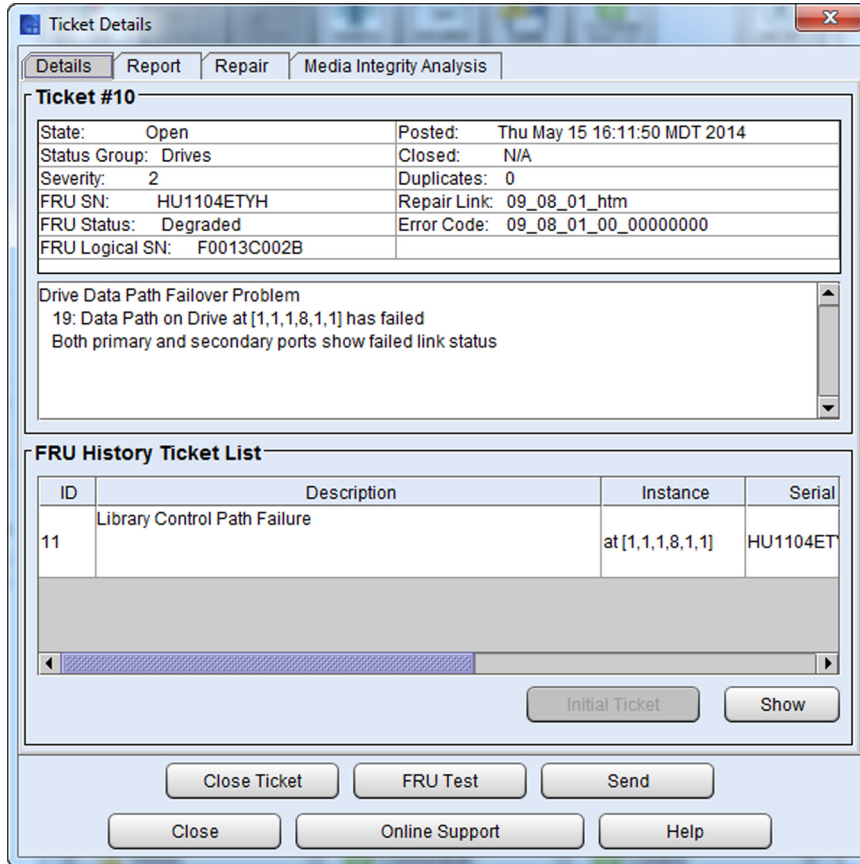 Ticket Details
Details Report Repair Media Integrity Analysis
Ticket #10
State: Open Posted: Thu May 15 16:11:50 MDT 2014
Status Group: Drives Closed: N/A
Severity: 2 Duplicates: 0
FRU SN: HU1104ETYH Repair Link: 09_08_01_htm
FRU Status: Degraded Error Code: 09_08_01_00_00000000
FRU Logical SN: F0013C002B
Drive Data Path Failover Problem
19: Data Path on Drive at [1,1,1,8,1,1] has failed
Both primary and secondary ports show failed link status
FRU History Ticket List
ID Description Instance Serial
Library Control Path Failure
11 at [1,1,1,8,1,1] HU1104ETY
Initial Ticket Show
Close Ticket FRU Test Send
Close Online Support Help